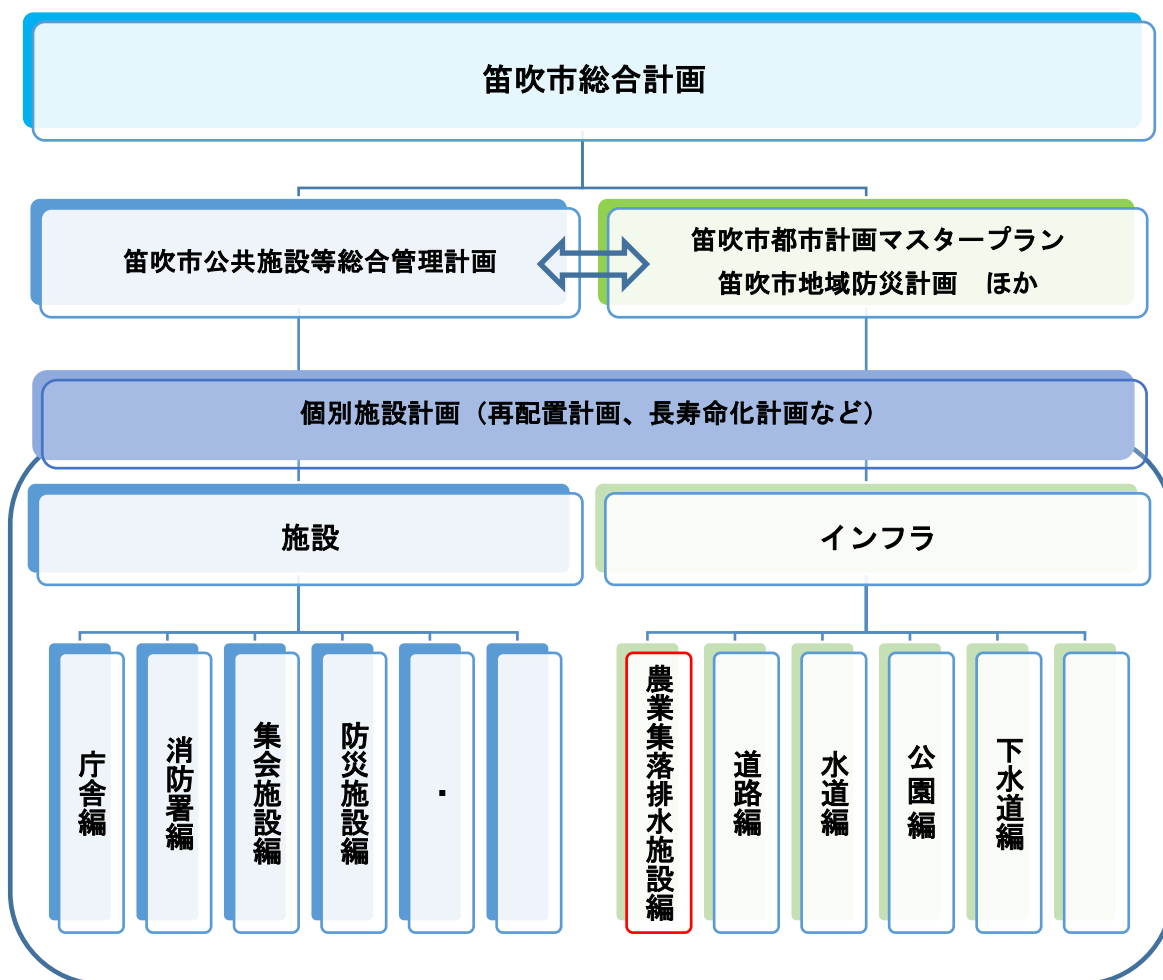 笛吹市総合計画
笛吹市公共施設等総合管理計画
笛吹市都市計画マスタープラン
笛吹市地域防災計画　ほか
個別施設計画（再配置計画、長寿命化計画など）
施設
インフラ
庁舎編
消防署編
集会施設編
防災施設編
・
農業集落排水施設編
道路編
水道編
公園編
下水道編